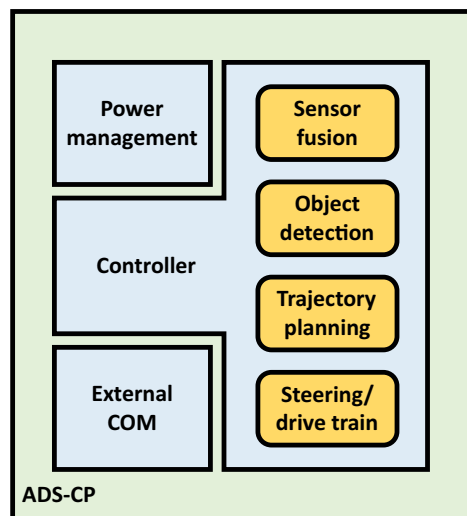 Power
management
Sensor
fusion
Object
detection
Controller
Trajectory
planning
External
COM
Steering/
drive train
ADS-CP